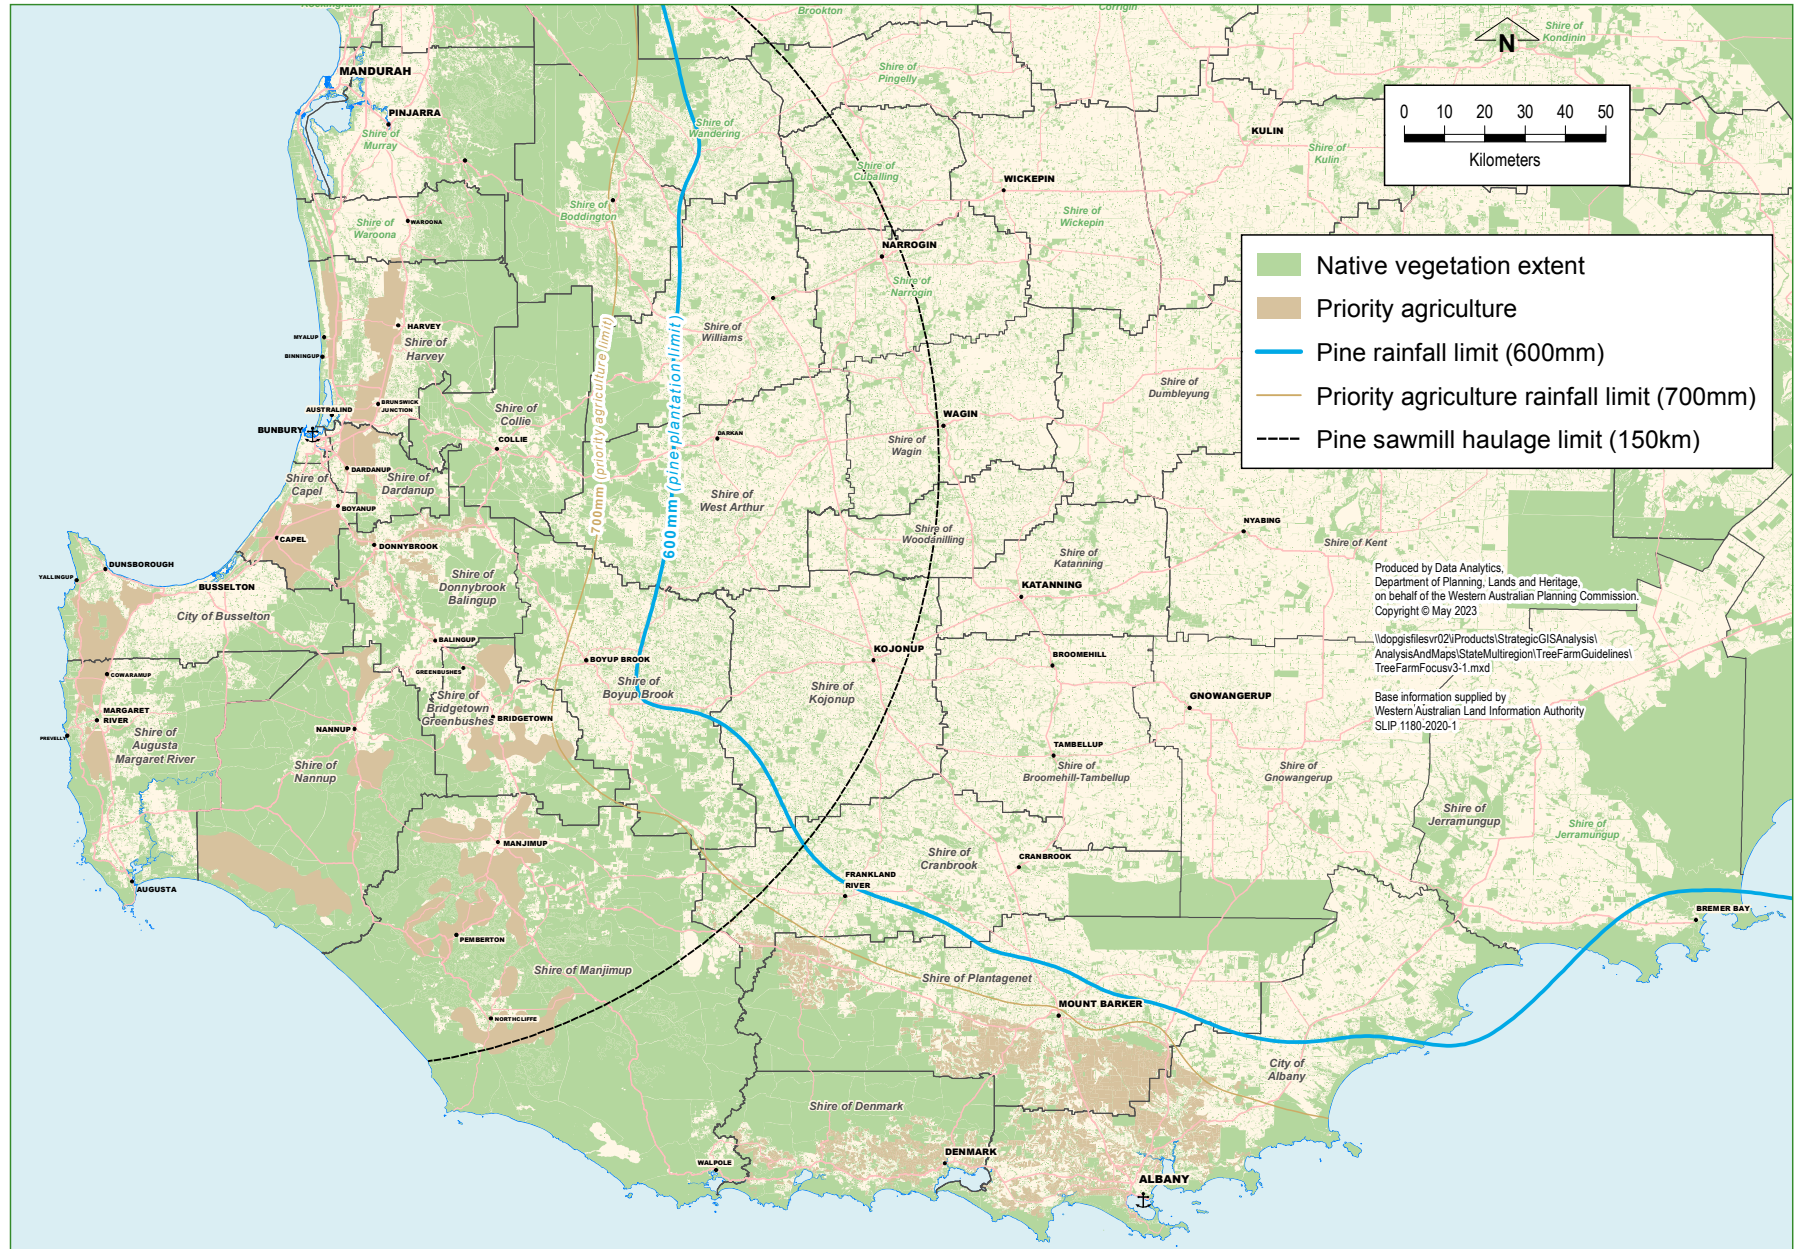 Rockingham
Brookton
Corrigin
Shire of
Kondinin
N
MANDURAH
Shire of
Pingelly
0 10 20 30 40 50
Kilometers
PINJARRA
Shire of
Murray
Shire of
Wandering
KULIN
Shire of
Kulin
Shire of
Cuballing
WICKEPIN
Shire of
Boddington
Shire of
Wickepin
WAROONA
Shire of
Waroona
NARROGIN
Shire of
Narrogin
Native vegetation extent
Priority agriculture
Pine rainfall limit (600mm)
Priority agriculture rainfall limit (700mm)
Pine sawmill haulage limit (150km)
HARVEY
Shire of
Harvey
MYALUP
BINNINGUP
Shire of
Williams
700mm (priority agriculture limit)
600mm (pine plantation limit)
Shire of
Dumbleyung
AUSTRALIND
BRUNSWICK
JUNCTION
BUNBURY
Shire of
Collie
COLLIE
DARKAN
WAGIN
Shire of
Wagin
DARDANUP
Shire of
Capel
Shire of
Dardanup
Shire of
West Arthur
BOYANUP
NYABING
Shire of
Woodanilling
Shire of Kent
CAPEL
DONNYBROOK
Shire of
Katanning
DUNSBOROUGH
YALLINGUP
BUSSELTON
Shire of
Donnybrook
Balingup
KATANNING
Produced by Data Analytics,
Department of Planning, Lands and Heritage,
on behalf of the Western Australian Planning Commission.
Copyright © May 2023
City of Busselton
BALINGUP
KOJONUP
BROOMEHILL
\\dopgisfilesvr02\iProducts\StrategicGISAnalysis\
AnalysisAndMaps\StateMultiregion\TreeFarmGuidelines\
TreeFarmFocusv3-1.mxd
BOYUP BROOK
COWARAMUP
GREENBUSHES
Shire of
Boyup Brook
Shire of
Kojonup
Shire of
Bridgetown
Greenbushes
GNOWANGERUP
Base information supplied by
Western Australian Land Information Authority
SLIP 1180-2020-1
MARGARET
RIVER
BRIDGETOWN
NANNUP
PREVELLY
Shire of
Augusta
Margaret River
TAMBELLUP
Shire of
Broomehill-Tambellup
Shire of
Nannup
Shire of
Gnowangerup
Shire of
Jerramungup
Shire of
Jerramungup
MANJIMUP
Shire of
Cranbrook
CRANBROOK
AUGUSTA
FRANKLAND
RIVER
BREMER BAY
PEMBERTON
Shire of Manjimup
Shire of Plantagenet
MOUNT BARKER
NORTHCLIFFE
City of
Albany
Shire of Denmark
WALPOLE
DENMARK
ALBANY